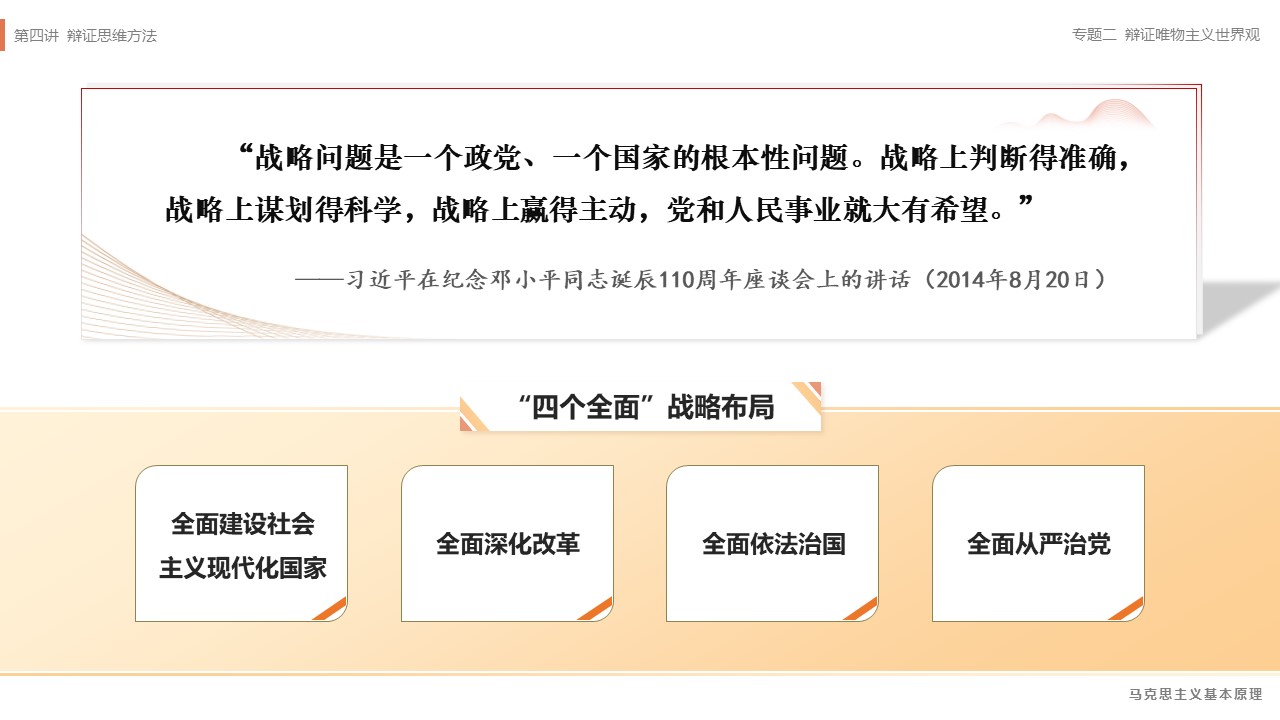 第四讲 辩证思维方法
专题二 辩证唯物主义世界观
“战略问题是一个政党、一个国家的根本性问题。战略上判断得准确，
战略上谋划得科学，战略上赢得主动，党和人民事业就大有希望。”
——习近平在纪念邓小平同志诞辰110周年座谈会上的讲话（2014年8月20日）
“四个全面”战略布局
全面建设社会
主义现代化国家
全面深化改革
全面依法治国
全面从严治党
马克思主义基本原理